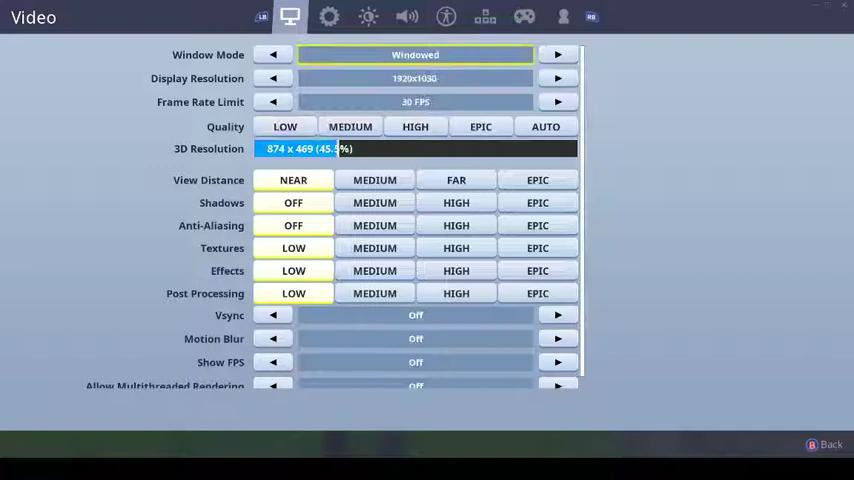 Video
LB RB
Window Mode Windowed
Display Resolution 1920x1030
Frame Rate Limit 30 FPS
Quality LOW MEDIUM HIGH EPIC AUTO
3D Resolution 874 x 469 (45.5%)
View Distance NEAR MEDIUM FAR EPIC
Shadows OFF MEDIUM HIGH EPIC
Anti-Aliasing OFF MEDIUM HIGH EPIC
Textures LOW MEDIUM HIGH EPIC
Effects LOW MEDIUM HIGH EPIC
Post Processing LOW MEDIUM HIGH EPIC
Vsync Off
Motion Blur Off
Show FPS Off
Allow Multithreaded Rendering Off
B Back